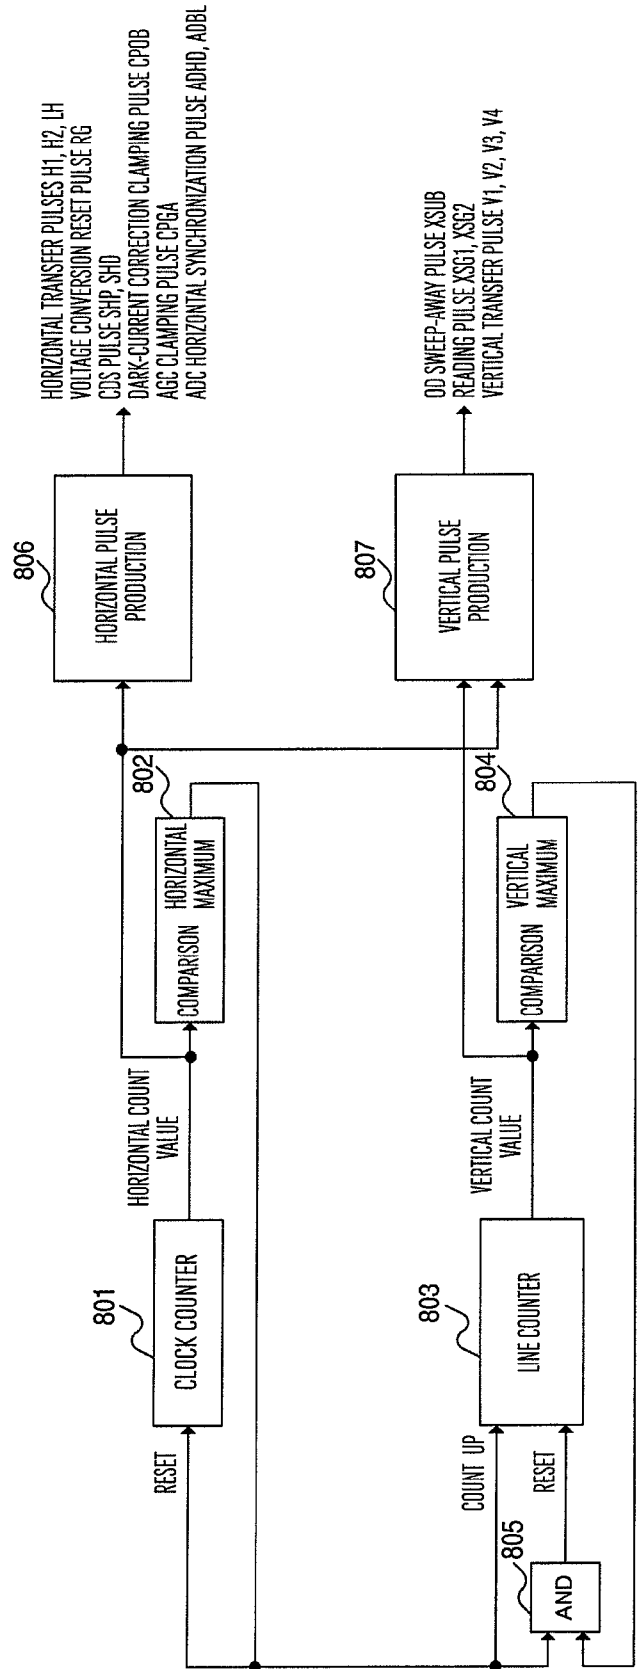 RESET
801
CLOCK COUNTER
HORIZONTAL COUNT
VALUE
802
COMPARISON
HORIZONTAL
MAXIMUM
806
HORIZONTAL PULSE
PRODUCTION
HORIZONTAL TRANSFER PULSES H1, H2, LH
VOLTAGE CONVERSION RESET PULSE RG
CDS PULSE SHP, SHD
DARK-CURRENT CORRECTION CLAMPING PULSE CPOB
AGC CLAMPING PULSE CPGA
ADC HORIZONTAL SYNCHRONIZATION PULSE ADHD, ADBL
805
AND
COUNT UP
RESET
803
LINE COUNTER
VERTICAL COUNT
VALUE
804
COMPARISON
VERTICAL
MAXIMUM
807
VERTICAL PULSE
PRODUCTION
OD SWEEP-AWAY PULSE XSUB
READING PULSE XSG1, XSG2
VERTICAL TRANSFER PULSE V1, V2, V3, V4